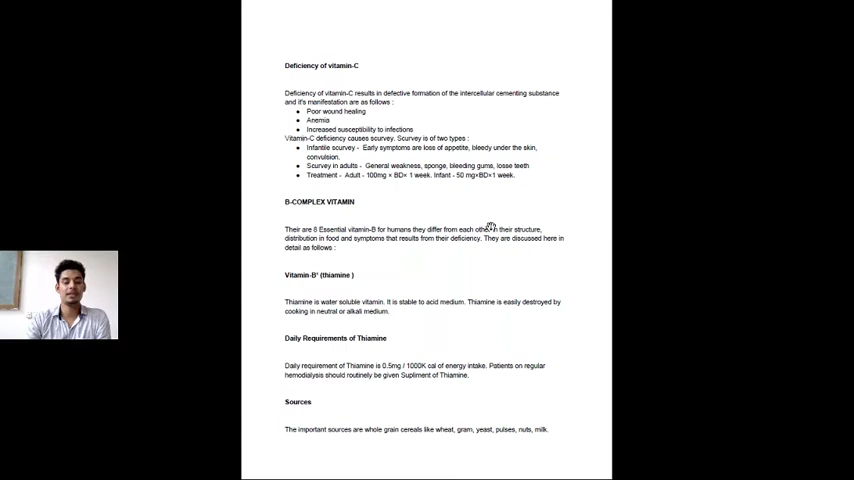 Deficiency of vitamin-C
Deficiency of vitamin-C results in defective formation of the intercellular cementing substance
and it's manifestation are as follows :
● Poor wound healing
● Anemia
● Increased susceptibility to infections
Vitamin-C deficiency causes scurvey. Scurvey is of two types :
● Infantile scurvey - Early symptoms are loss of appetite, bleedy under the skin,
convulsion.
● Scurvey in adults - General weakness, sponge, bleeding gums, losse teeth
● Treatment - Adult - 100mg × BD× 1 week. Infant - 50 mg×BD×1 week.
B-COMPLEX VITAMIN
Their are 8 Essential vitamin-B for humans they differ from each other in their structure,
distribution in food and symptoms that results from their deficiency. They are discussed here in
detail as follows :
Vitamin-B¹ (thiamine )
Thiamine is water soluble vitamin. It is stable to acid medium. Thiamine is easily destroyed by
cooking in neutral or alkali medium.
Daily Requirements of Thiamine
Daily requirement of Thiamine is 0.5mg / 1000K cal of energy intake. Patients on regular
hemodialysis should routinely be given Supliment of Thiamine.
Sources
The important sources are whole grain cereals like wheat, gram, yeast, pulses, nuts, milk.